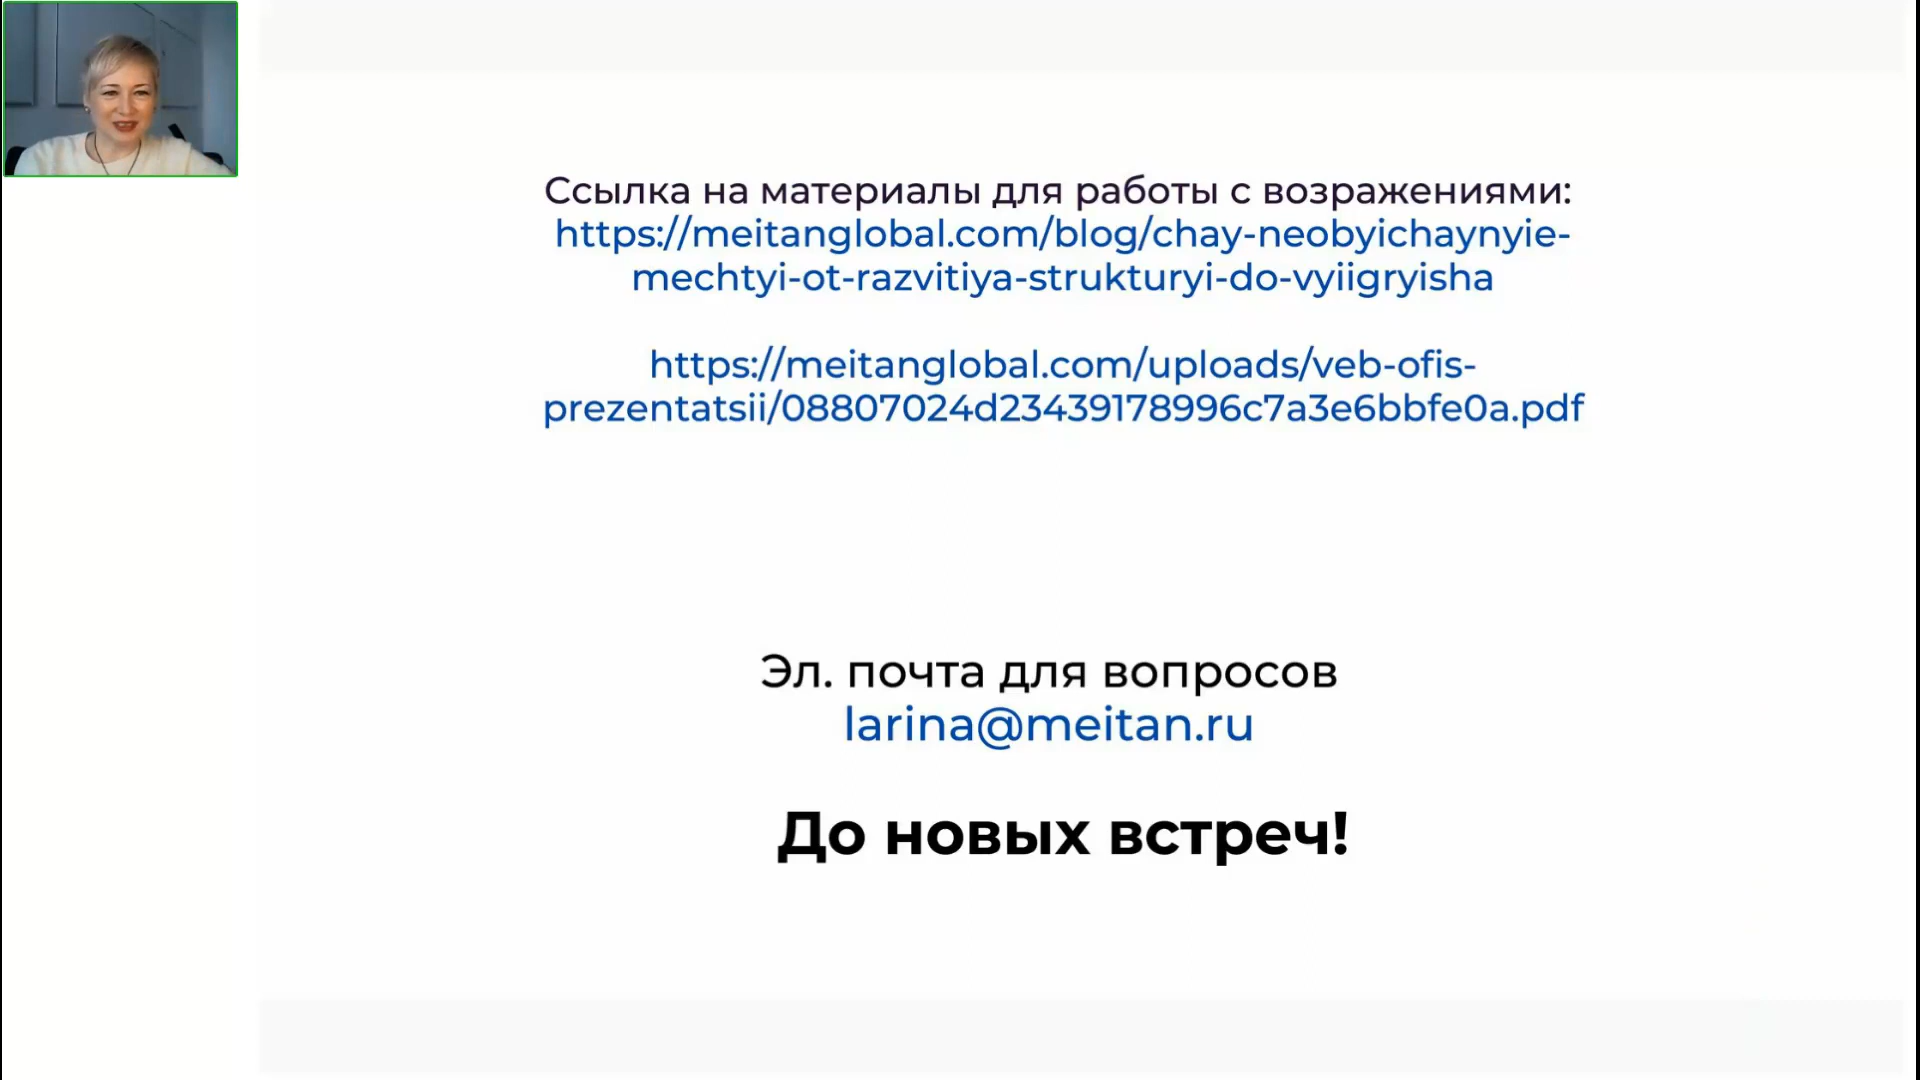 Ссылка на материалы для работы с возражениями:
https://meitanglobal.com/blog/chay-neobyichaynyie-
mechtyi-ot-razvitiya-strukturyi-do-vyiigryisha
https://meitanglobal.com/uploads/veb-ofis-
prezentatsii/08807024d23439178996c7a3e6bbfe0a.pdf
Эл. почта для вопросов
larina@meitan.ru
До новых встреч!